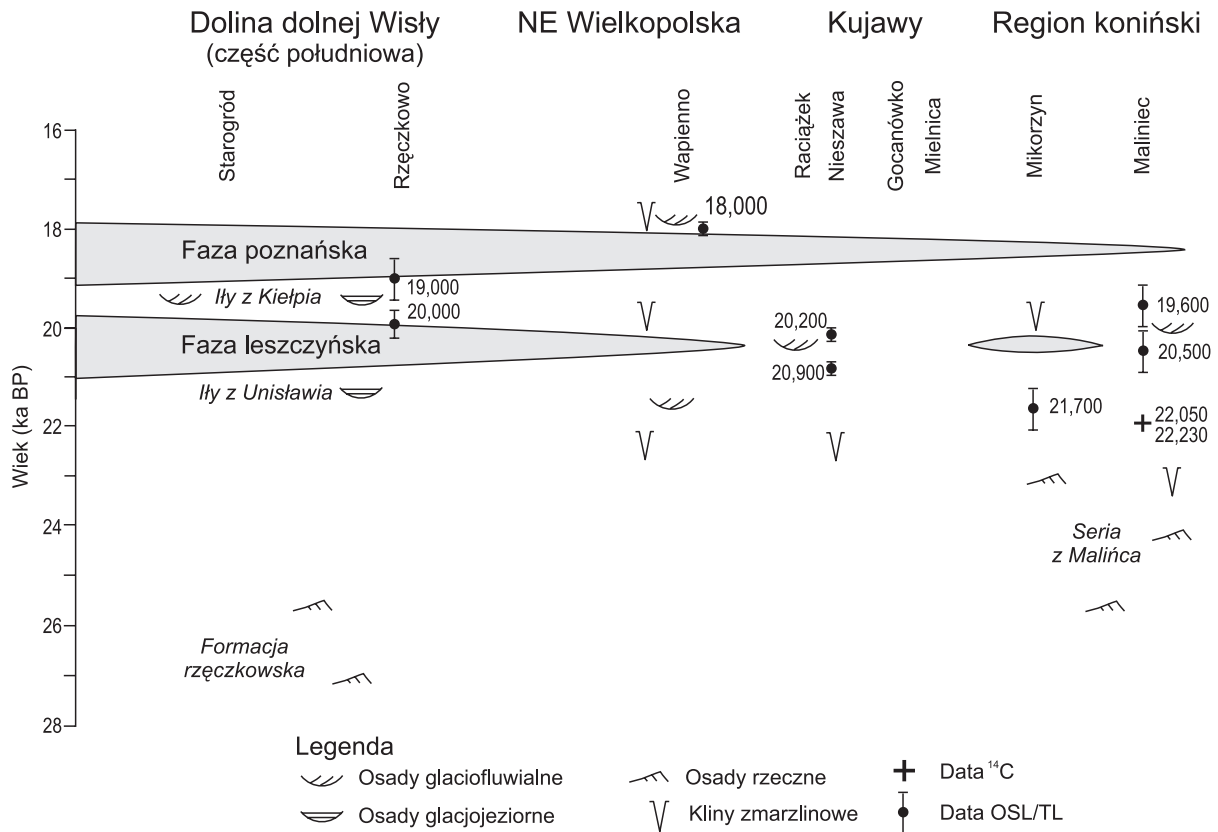 Dolina dolnej Wisły
(część południowa)
NE Wielkopolska
Kujawy
Region koniński
Starogród
Rzęczkowo
Wapienno
Raciążek
Nieszawa
Gocanówko
Mielnica
Mikorzyn
Maliniec
Wiek (ka BP)
16
18
20
22
24
26
28
18,000
Faza poznańska
19,000
Iły z Kiełpia
20,000
19,600
Faza leszczyńska
20,200
20,500
20,900
Iły z Unisławia
21,700
22,050
22,230
Seria
z Malińca
Formacja
rzęczkowska
Legenda
Osady glaciofluwialne
Osady rzeczne
Data ¹⁴C
Osady glacjojeziorne
Kliny zmarzlinowe
Data OSL/TL